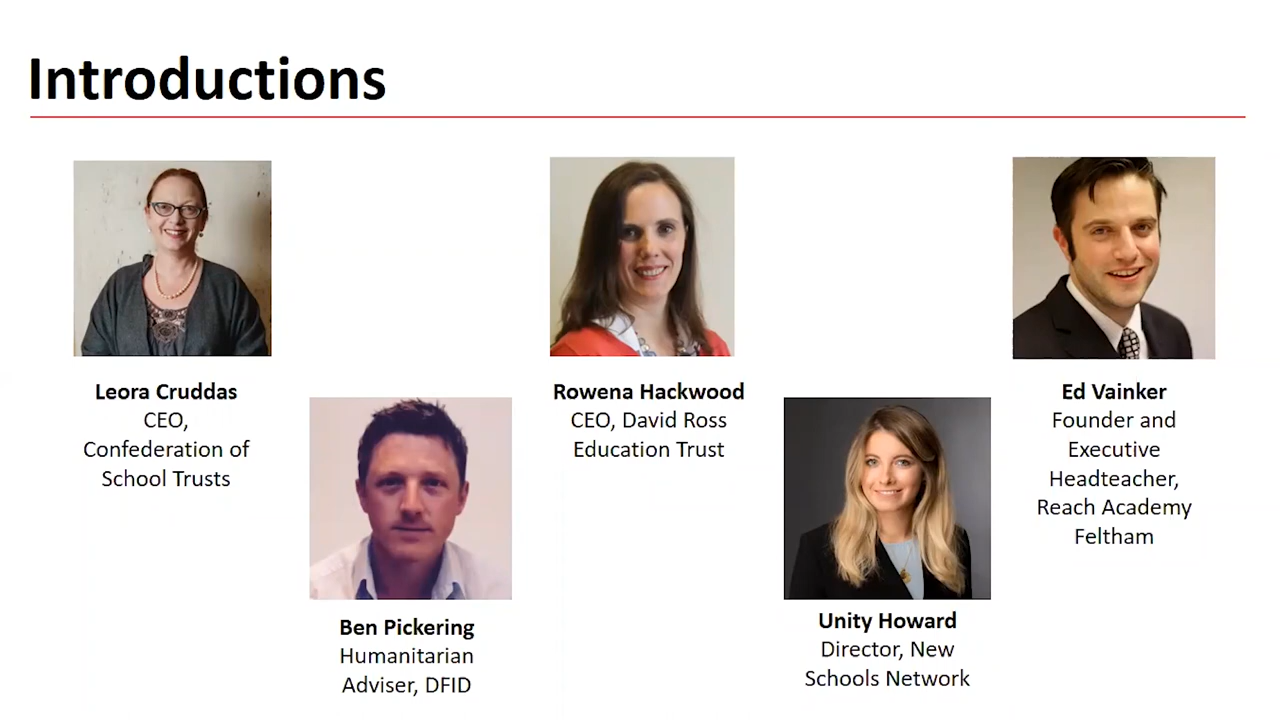 Introductions
Leora Cruddas
CEO,
Confederation of
School Trusts
Ben Pickering
Humanitarian
Adviser, DFID
Rowena Hackwood
CEO, David Ross
Education Trust
Unity Howard
Director, New
Schools Network
Ed Vainker
Founder and
Executive
Headteacher,
Reach Academy
Feltham